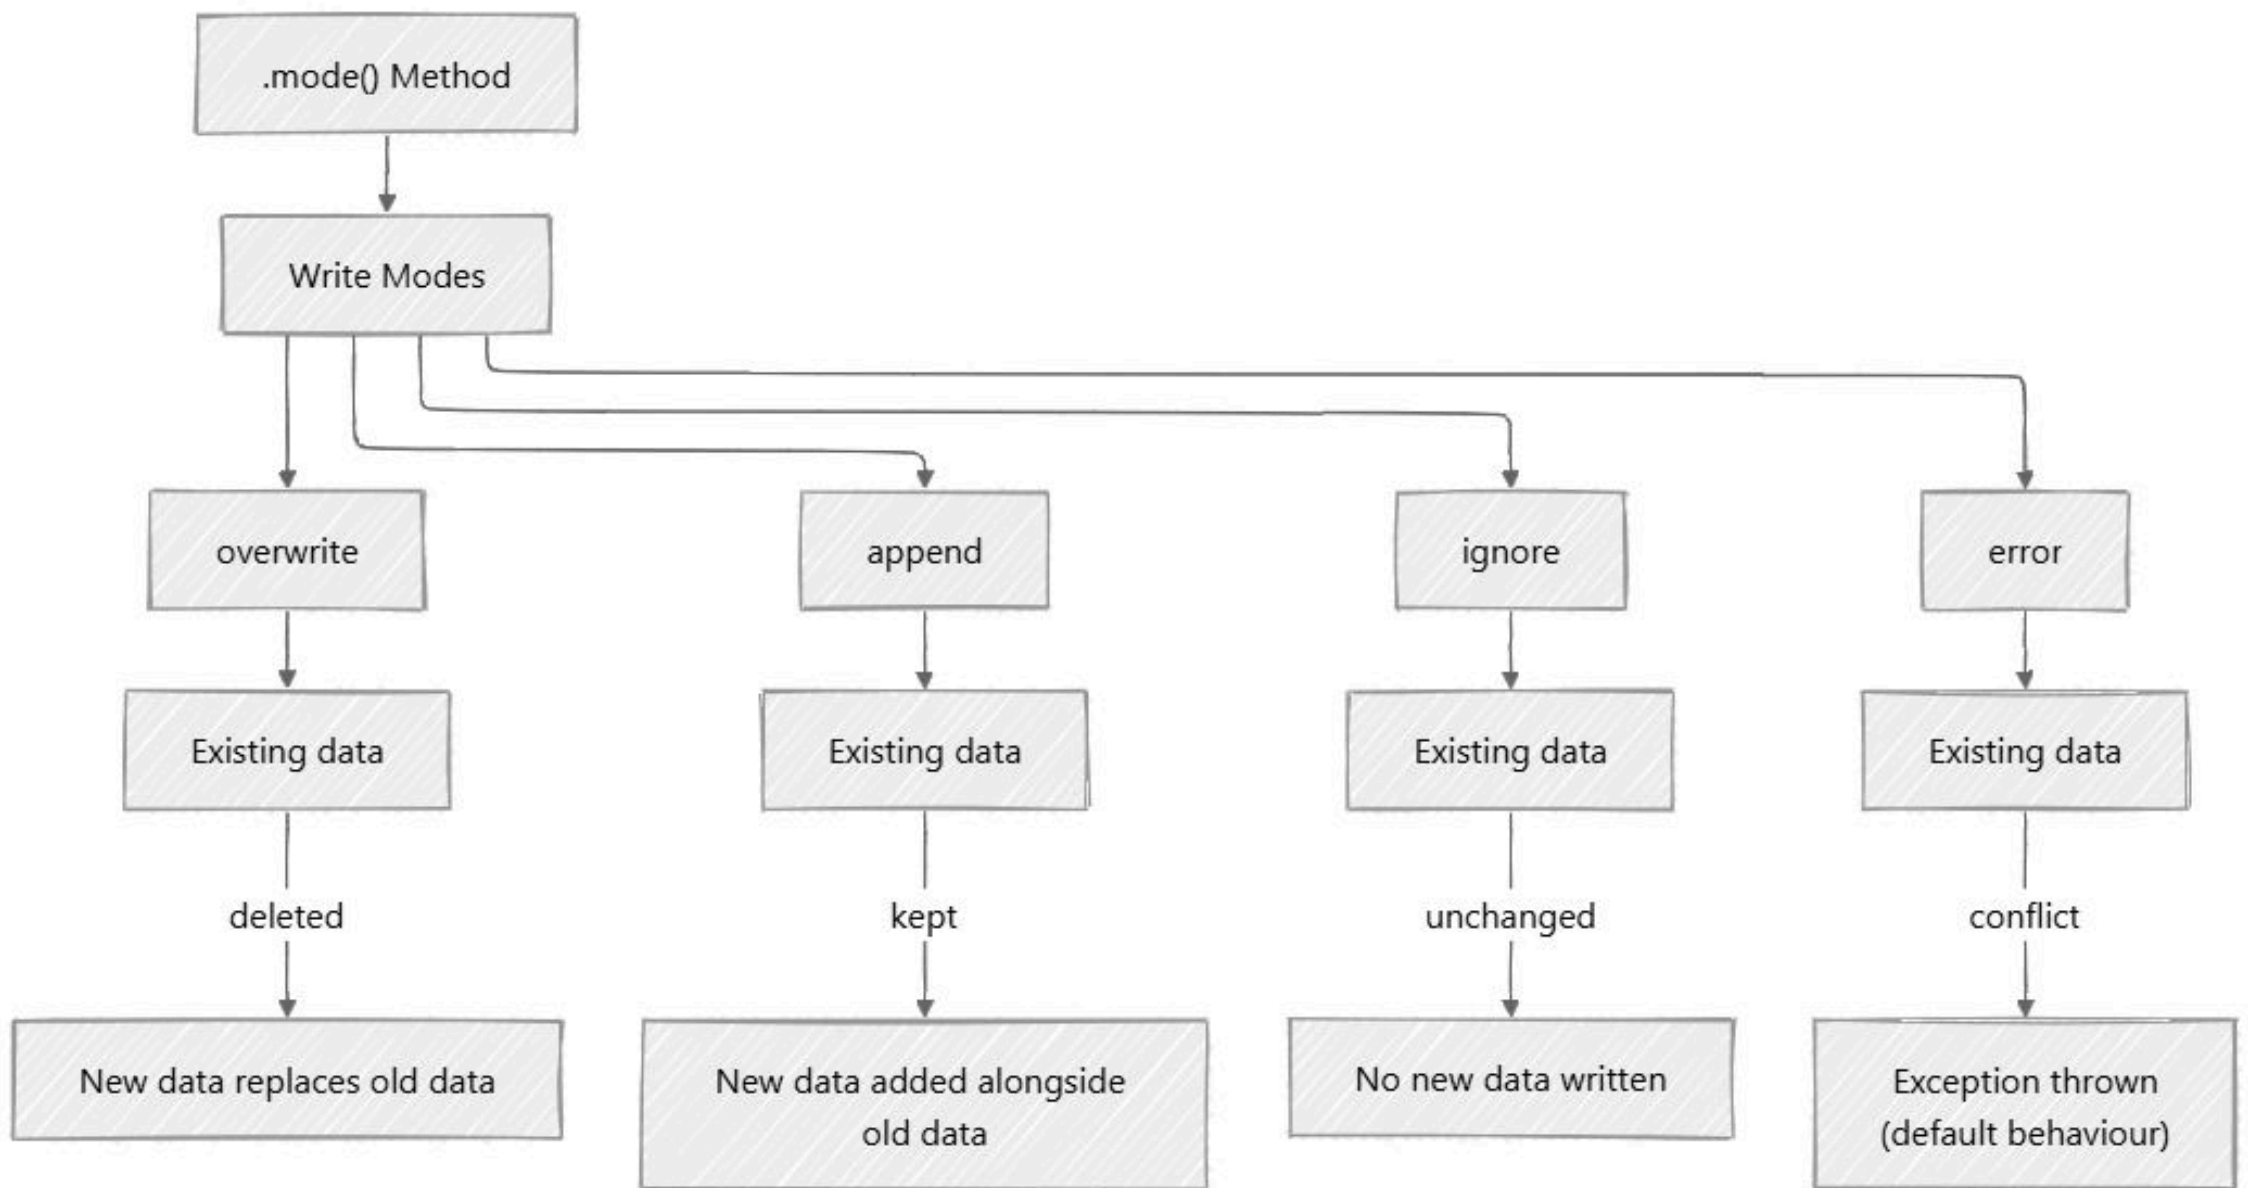 .mode() Method
Write Modes
overwrite
append
ignore
error
Existing data
Existing data
Existing data
Existing data
deleted
kept
unchanged
conflict
New data replaces old data
New data added alongside
old data
No new data written
Exception thrown
(default behaviour)